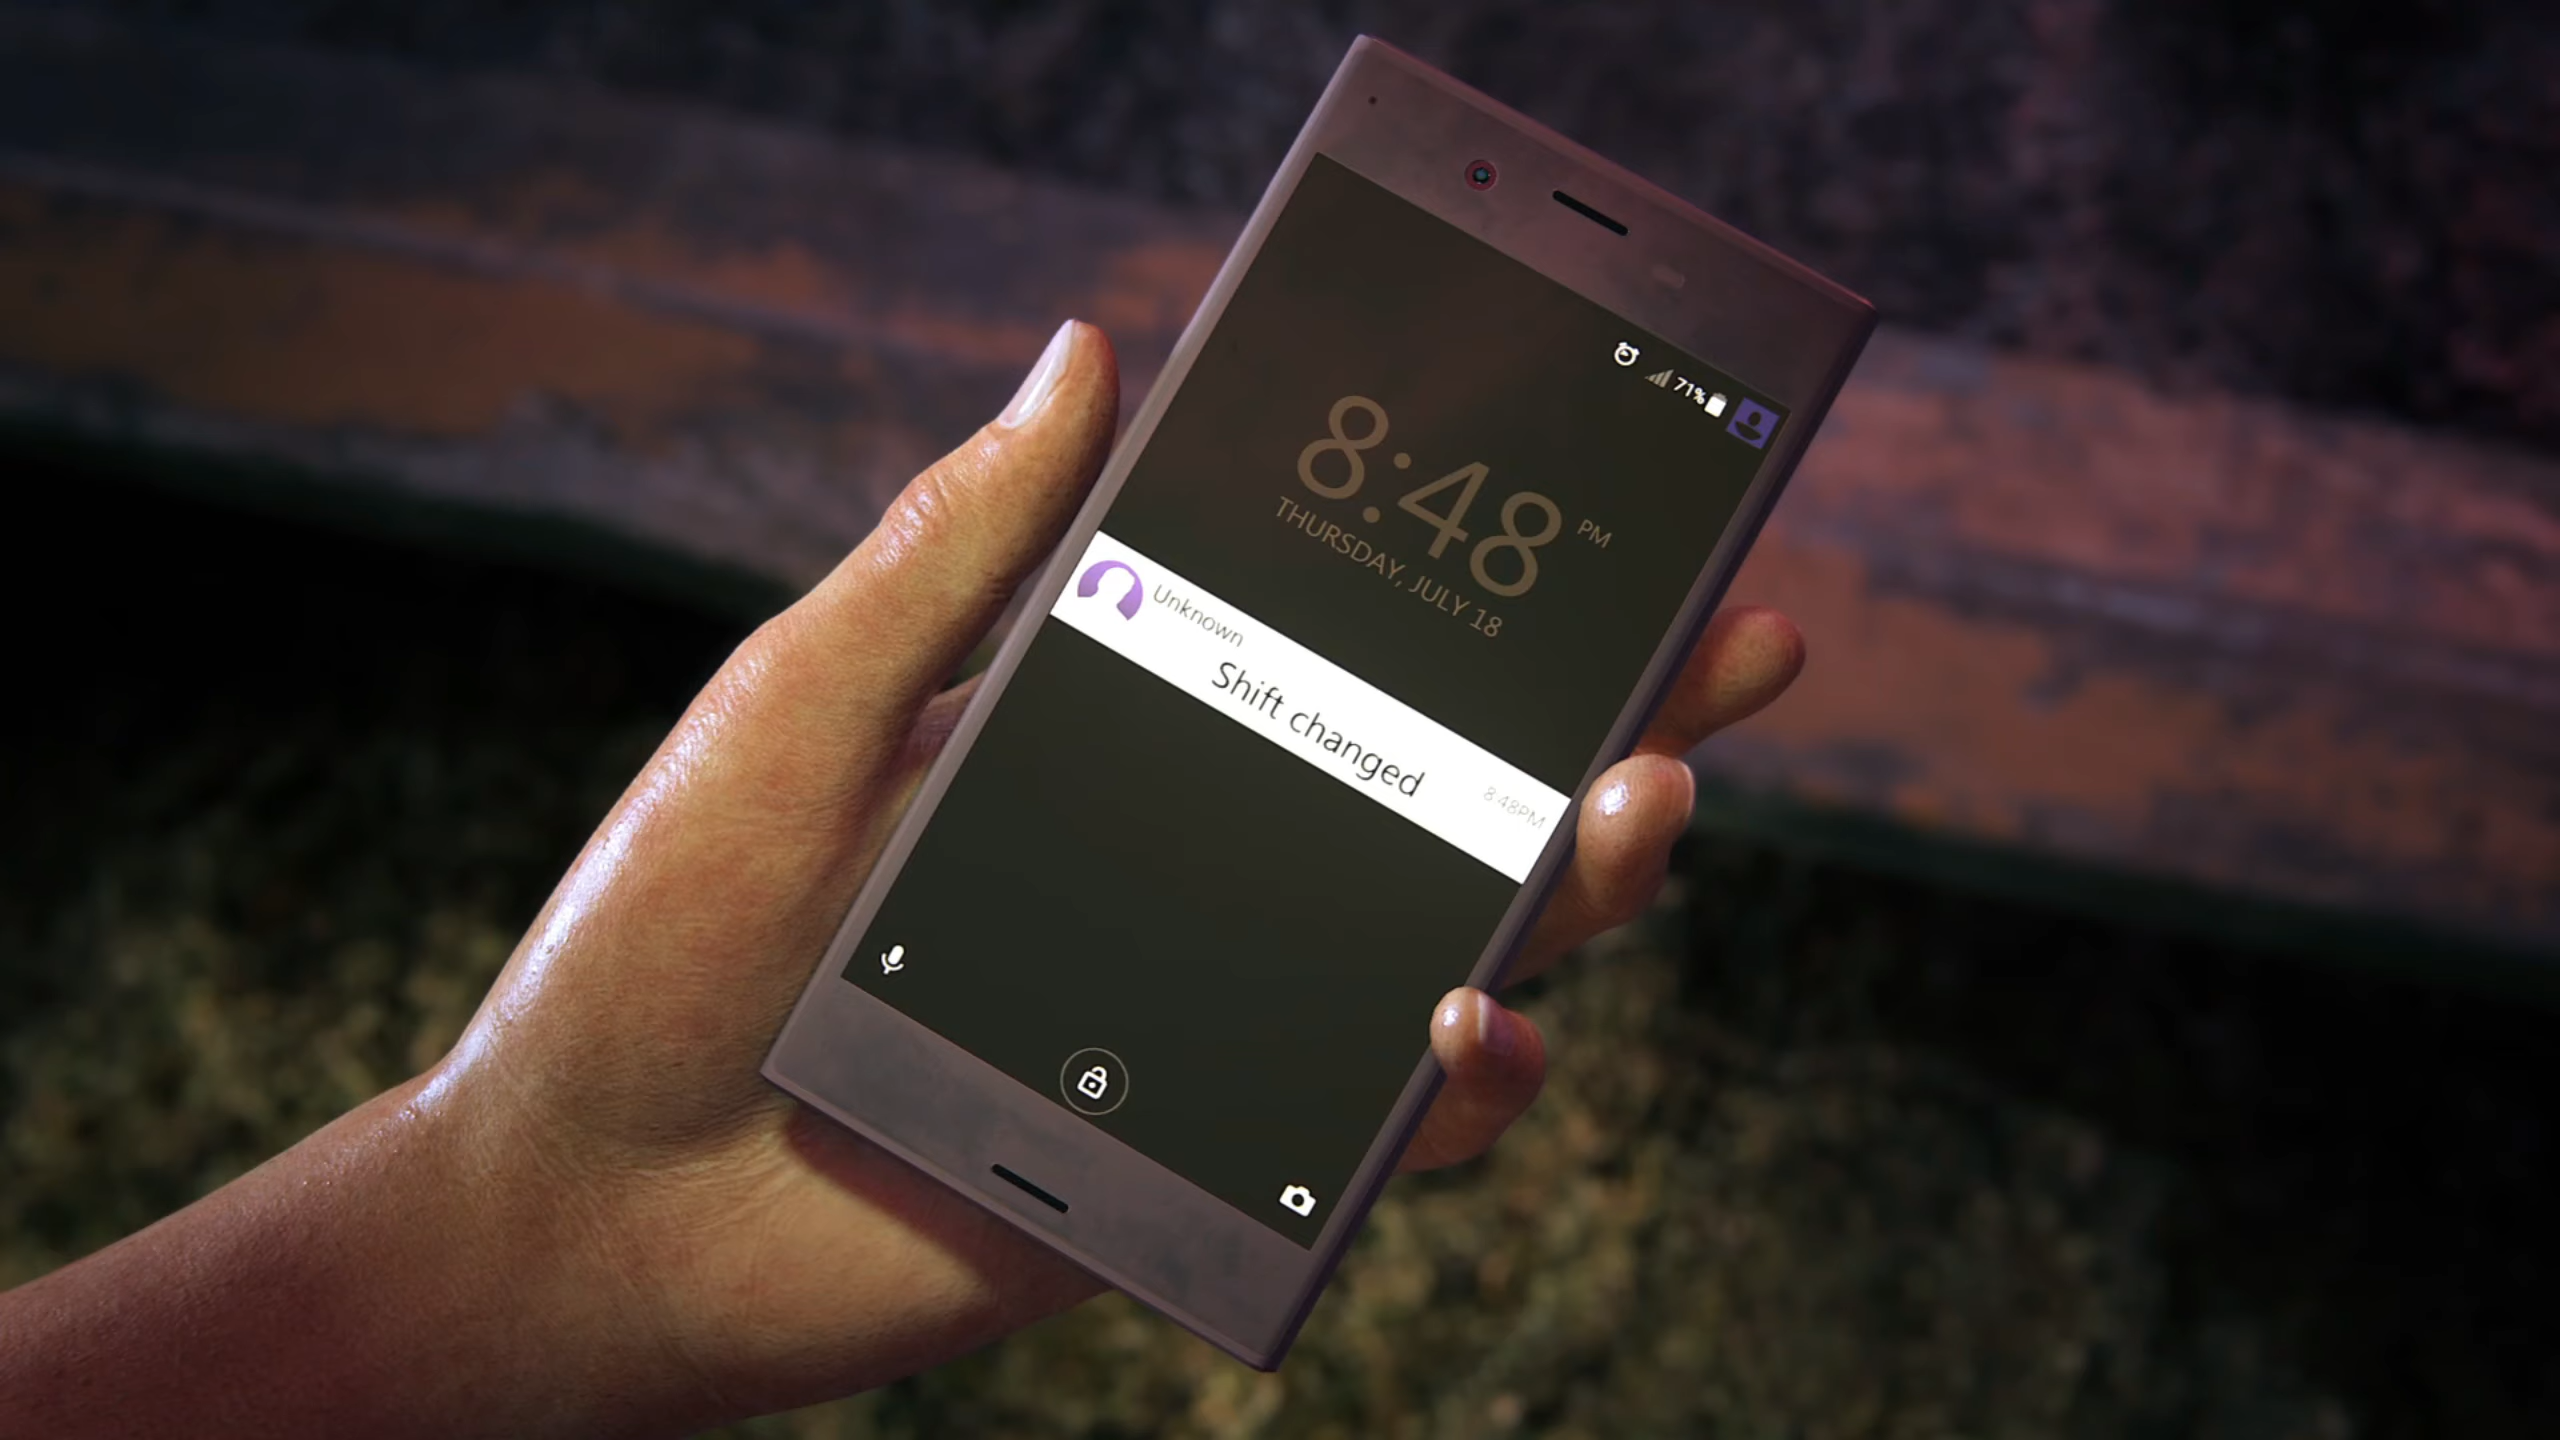 71%
8:48 PM
THURSDAY, JULY 18
Unknown
Shift changed
8:48PM